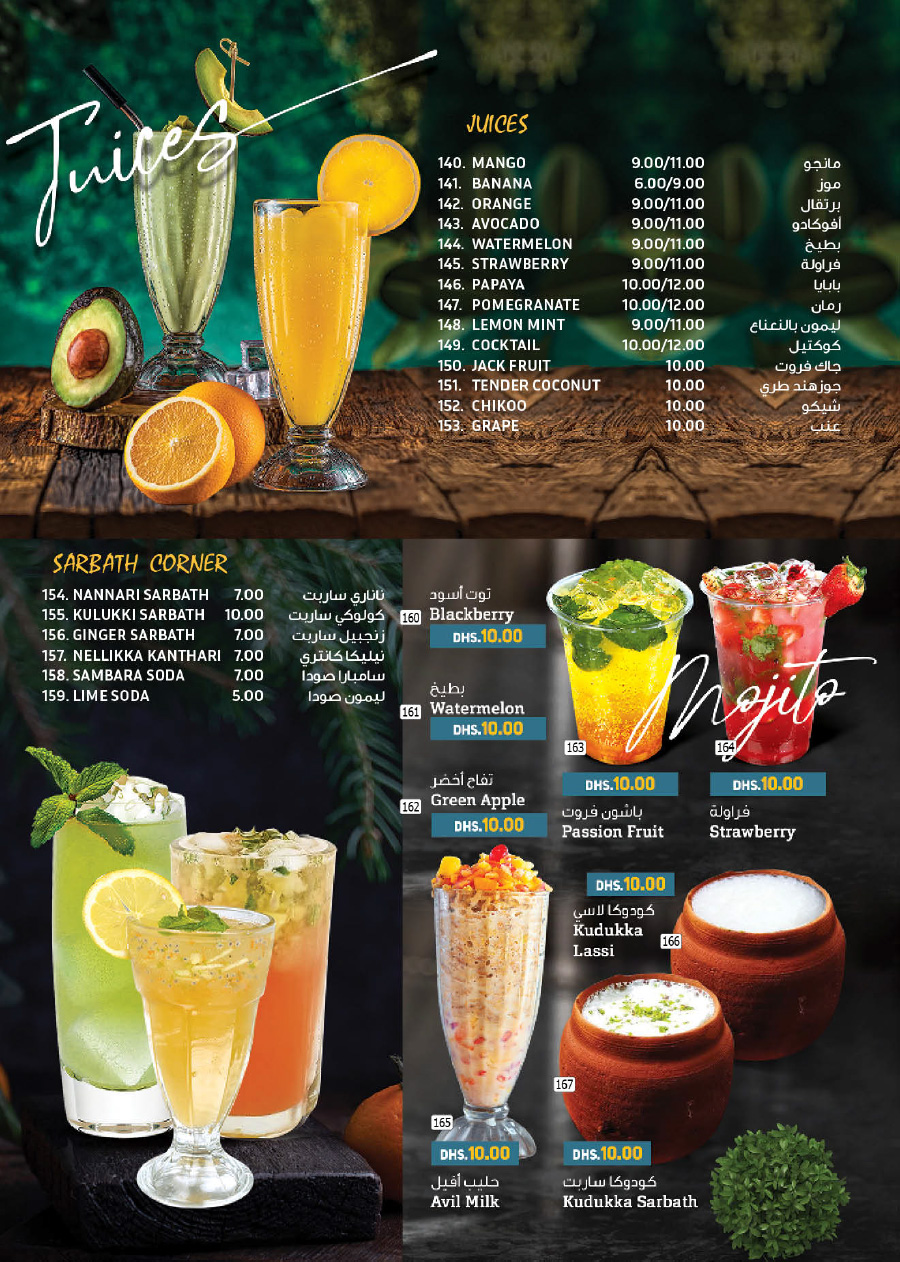 Juices
JUICES
140. MANGO 9.00/11.00 مانجو
141. BANANA 6.00/9.00 موز
142. ORANGE 9.00/11.00 برتقال
143. AVOCADO 9.00/11.00 أفوكادو
144. WATERMELON 9.00/11.00 بطيخ
145. STRAWBERRY 9.00/11.00 فراولة
146. PAPAYA 10.00/12.00 بابايا
147. POMEGRANATE 10.00/12.00 رمان
148. LEMON MINT 9.00/11.00 ليمون بالنعناع
149. COCKTAIL 10.00/12.00 كوكتيل
150. JACK FRUIT 10.00 جاك فروت
151. TENDER COCONUT 10.00 جوزهند طري
152. CHIKOO 10.00 شيكو
153. GRAPE 10.00 عنب
SARBATH CORNER
154. NANNARI SARBATH 7.00 ناناري ساربت
155. KULUKKI SARBATH 10.00 كولوكي ساربت
156. GINGER SARBATH 7.00 زنجبيل ساربت
157. NELLIKKA KANTHARI 7.00 نيليكا كانتري
158. SAMBARA SODA 7.00 سامبارا صودا
159. LIME SODA 5.00 ليمون صودا
Mojito
توت أسود
160 Blackberry
DHS.10.00
بطيخ
161 Watermelon
DHS.10.00
تفاح أخضر
162 Green Apple
DHS.10.00
163
DHS.10.00
باشون فروت
Passion Fruit
164
DHS.10.00
فراولة
Strawberry
165
DHS.10.00
حليب أفيل
Avil Milk
DHS.10.00
كودوكا لاسي
Kudukka
Lassi
166
167
DHS.10.00
كودوكا ساربت
Kudukka Sarbath